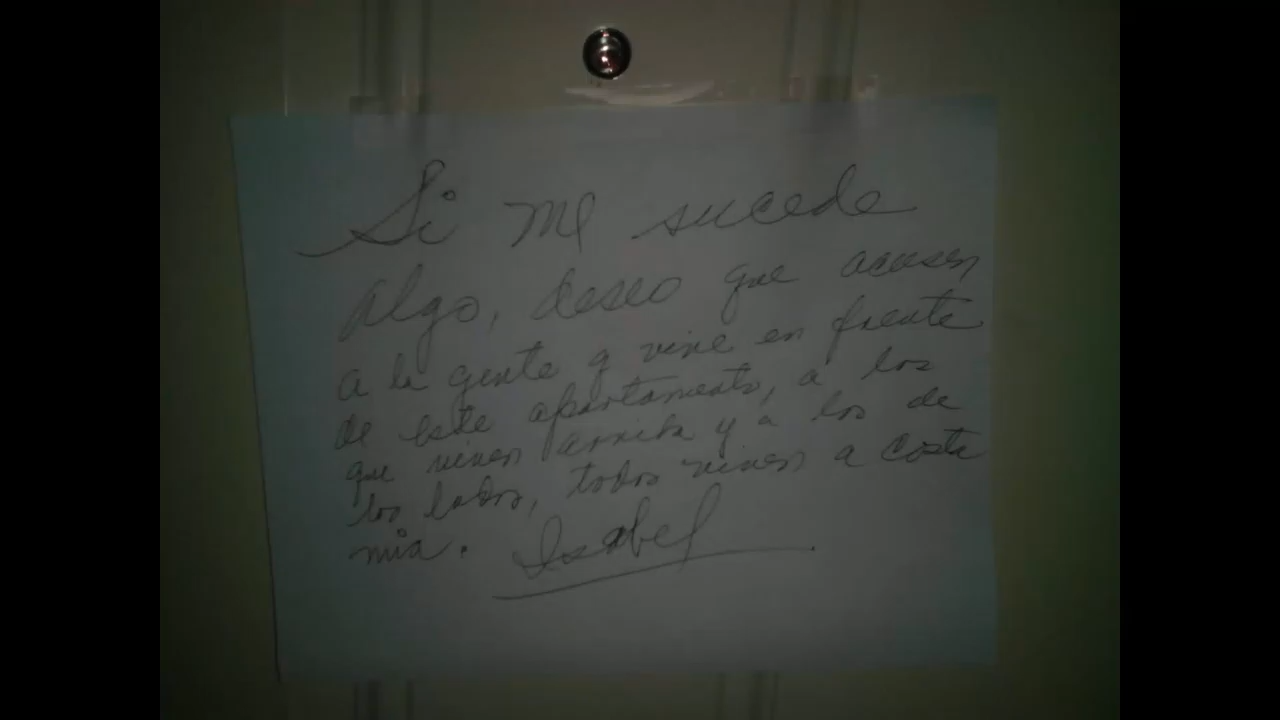 Si me sucede
algo, deseo que acusen
a la gente q vive en frente
de este apartamento, a los
que viven arriba y a los de
los lados, todos viven a costa
mia.
Isabel